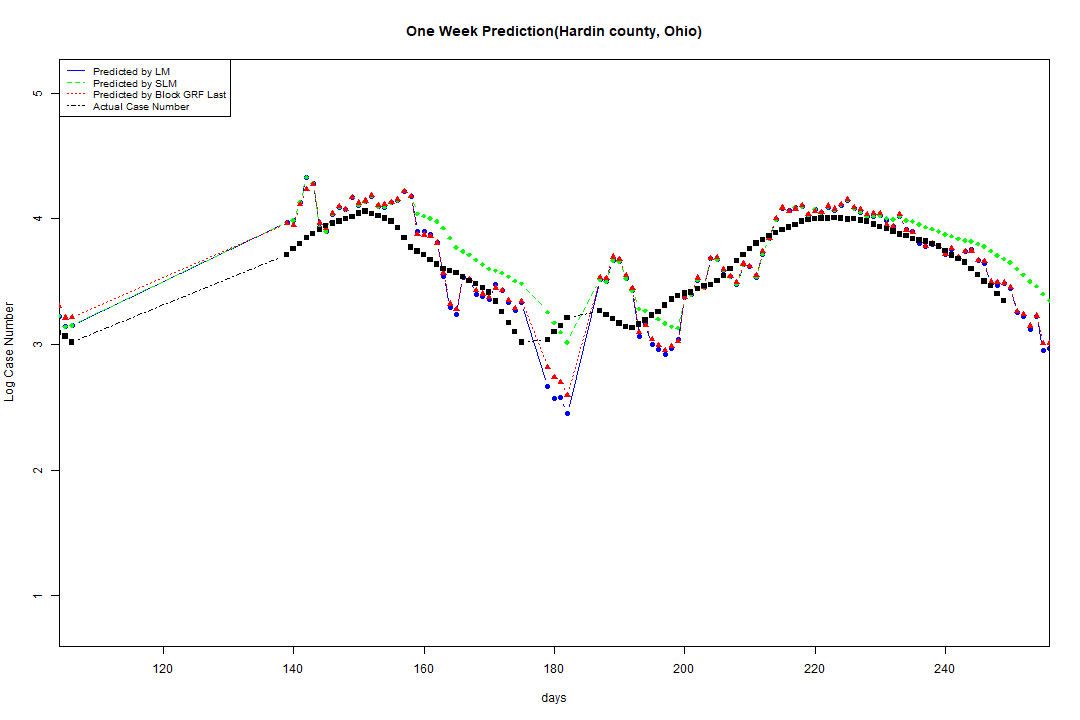 One Week Prediction(Hardin county, Ohio)
Predicted by LM
Predicted by SLM
Predicted by Block GRF Last
Actual Case Number
5
4
3
2
1
Log Case Number
120 140 160 180 200 220 240
days